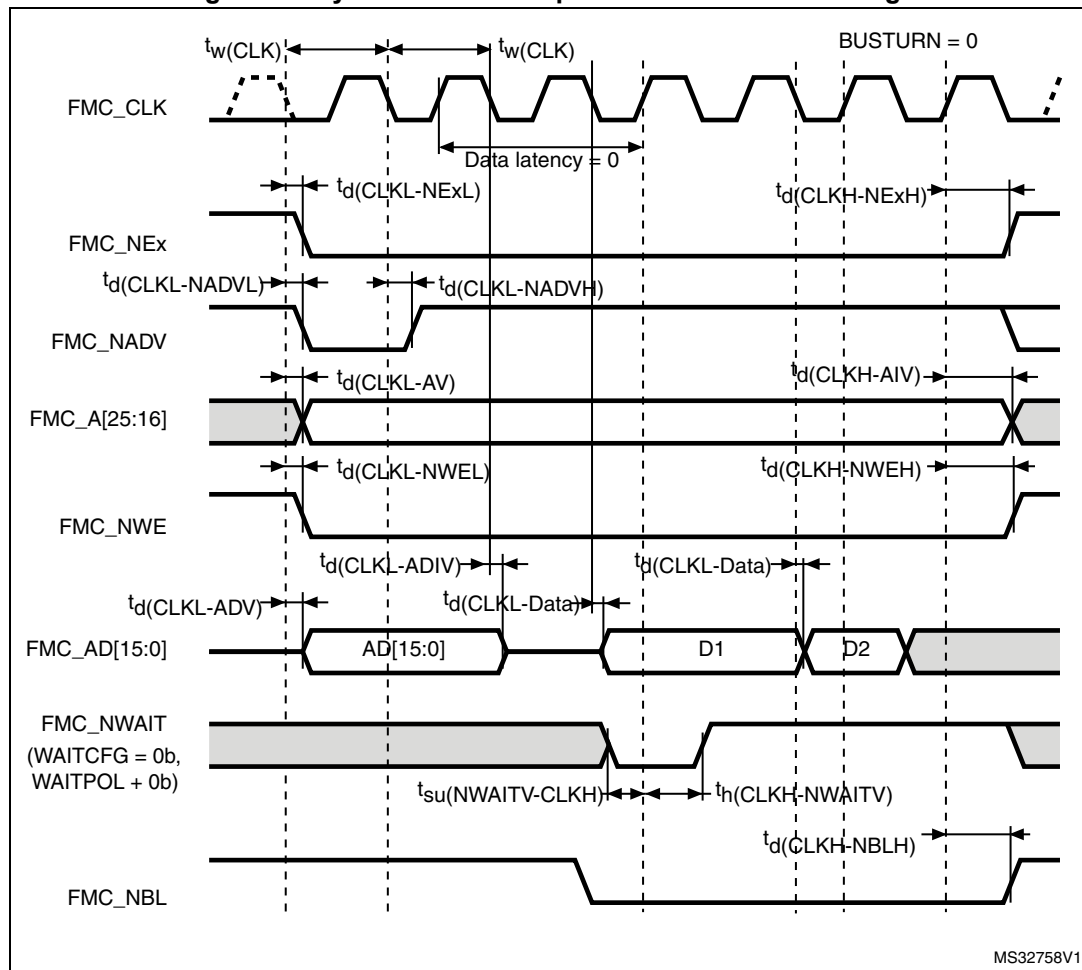 BUSTURN = 0
tw(CLK)
tw(CLK)
FMC_CLK
Data latency = 0
td(CLKL-NExL)
td(CLKH-NExH)
FMC_NEx
td(CLKL-NADVL)
td(CLKL-NADVH)
FMC_NADV
td(CLKL-AV)
td(CLKH-AIV)
FMC_A[25:16]
td(CLKL-NWEL)
td(CLKH-NWEH)
FMC_NWE
td(CLKL-ADIV)
td(CLKL-Data)
td(CLKL-ADV)
td(CLKL-Data)
FMC_AD[15:0]
AD[15:0]
D1
D2
FMC_NWAIT
(WAITCFG = 0b,
WAITPOL + 0b)
tsu(NWAITV-CLKH)
th(CLKH-NWAITV)
td(CLKH-NBLH)
FMC_NBL
MS32758V1